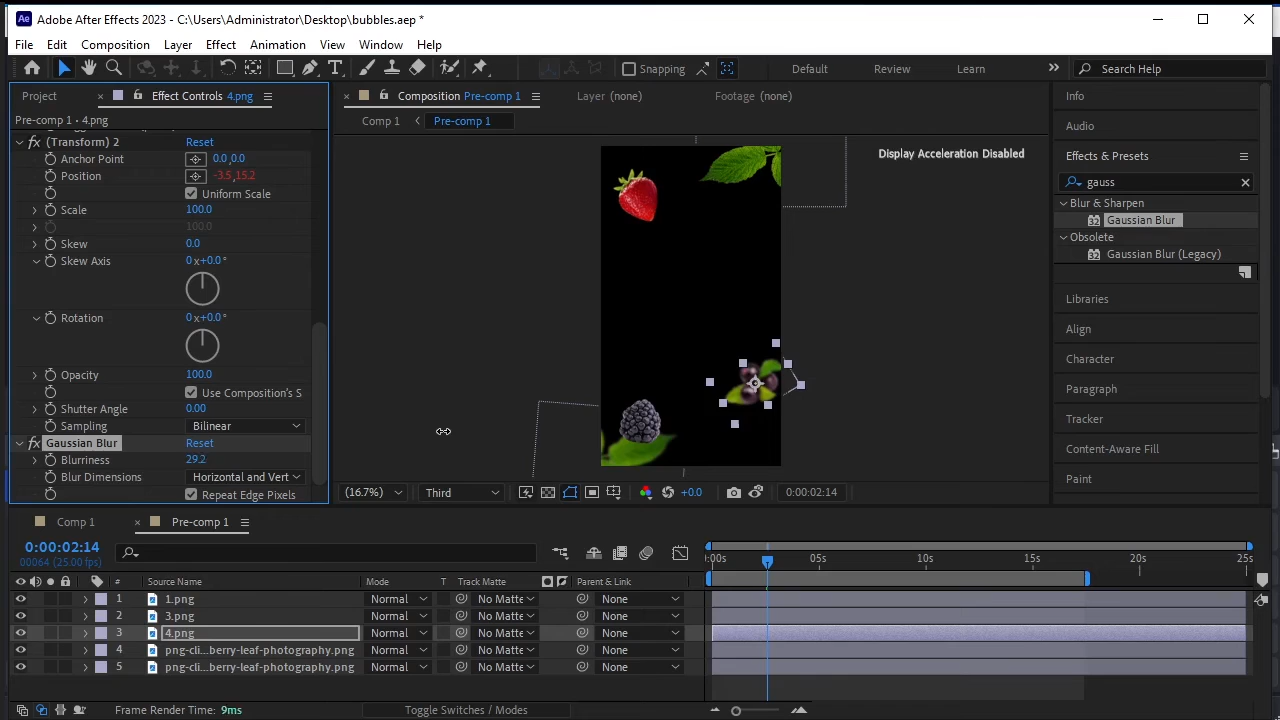 Ae Adobe After Effects 2023 - C:\Users\Administrator\Desktop\bubbles.aep *
File Edit Composition Layer Effect Animation View Window Help
Snapping Default Review Learn Search Help
Project Effect Controls 4.png Composition Pre-comp 1 Layer (none) Footage (none) Info
Pre-comp 1 • 4.png Comp 1 Pre-comp 1 Audio
fx (Transform) 2 Reset
Display Acceleration Disabled Effects & Presets
Anchor Point 0.0,0.0
Position -3.5,15.2
gauss
Uniform Scale
Blur & Sharpen
Scale 100.0
32 Gaussian Blur
100.0
Obsolete
Skew 0.0
32 Gaussian Blur (Legacy)
Skew Axis 0x+0.0°
Libraries
Rotation 0x+0.0°
Align
Character
Opacity 100.0
Use Composition's S
Paragraph
Shutter Angle 0.00
Tracker
Sampling Bilinear
fx Gaussian Blur Reset
Content-Aware Fill
Blurriness 29.2
Blur Dimensions Horizontal and Vert
Paint
Repeat Edge Pixels
(16.7%) Third +0.0 0:00:02:14
Comp 1 Pre-comp 1
0:00:02:14
00064 (25.00 fps)
:00s 05s 10s 15s 20s 25s
# Source Name Mode T Track Matte Parent & Link
1 1.png Normal No Matte None
2 3.png Normal No Matte None
3 4.png Normal No Matte None
4 png-cli...berry-leaf-photography.png Normal No Matte None
5 png-cli...berry-leaf-photography.png Normal No Matte None
Frame Render Time: 9ms Toggle Switches / Modes